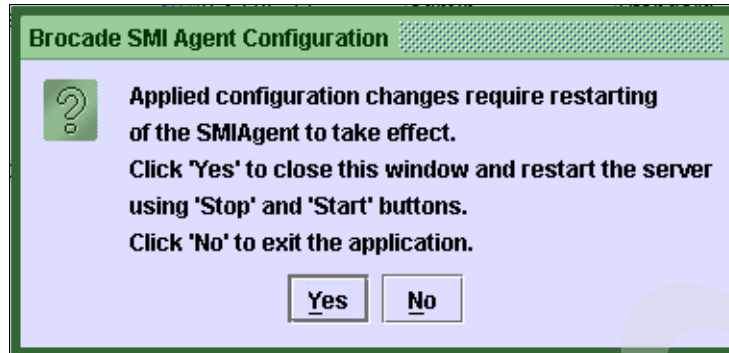 Brocade SMI Agent Configuration
Applied configuration changes require restarting
of the SMIAgent to take effect.
Click 'Yes' to close this window and restart the server
using 'Stop' and 'Start' buttons.
Click 'No' to exit the application.
Yes No